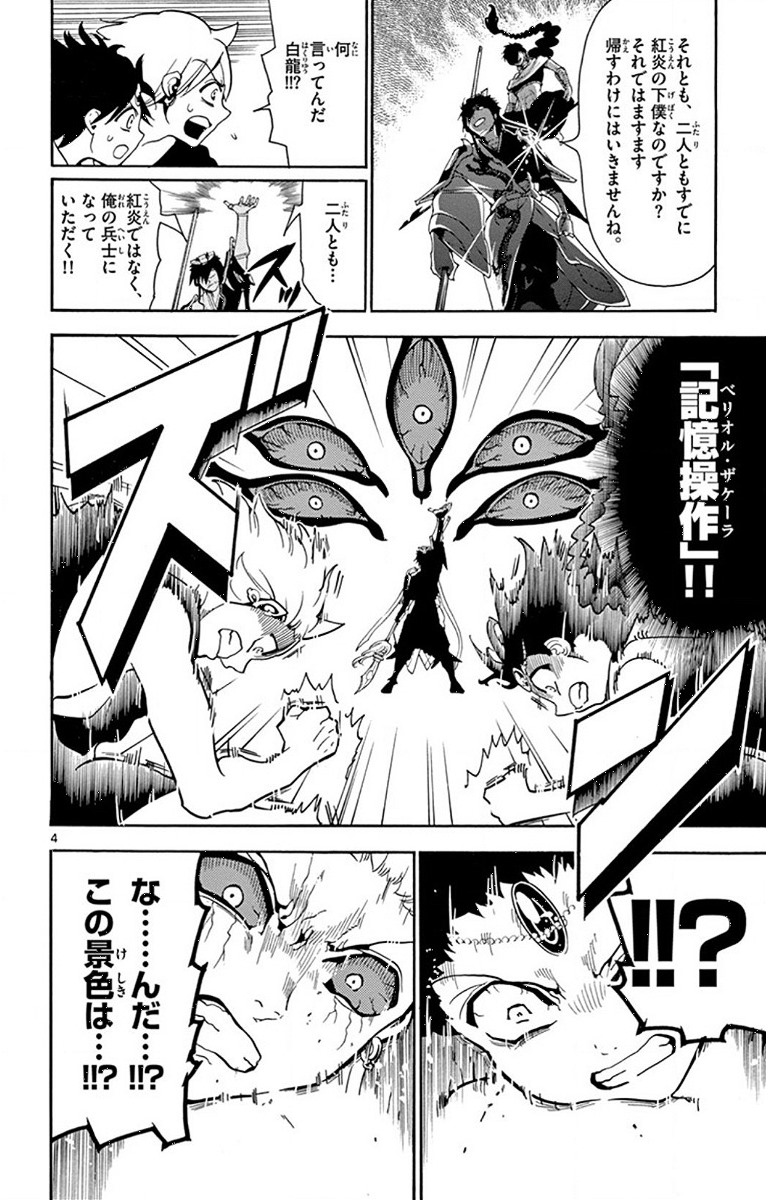 それとも、二人ともすでに
紅炎の下僕なのですか？
それではますます
帰すわけにはいきませんね。
何
言ってんだ
白龍!!?
二人とも…
紅炎ではなく、
俺の兵士に
なって
いただく!!
「記憶操作」!!
ベリオル・ザケーラ
ズズ
4
!!?
な……んだ…!!?
この景色は…!!?